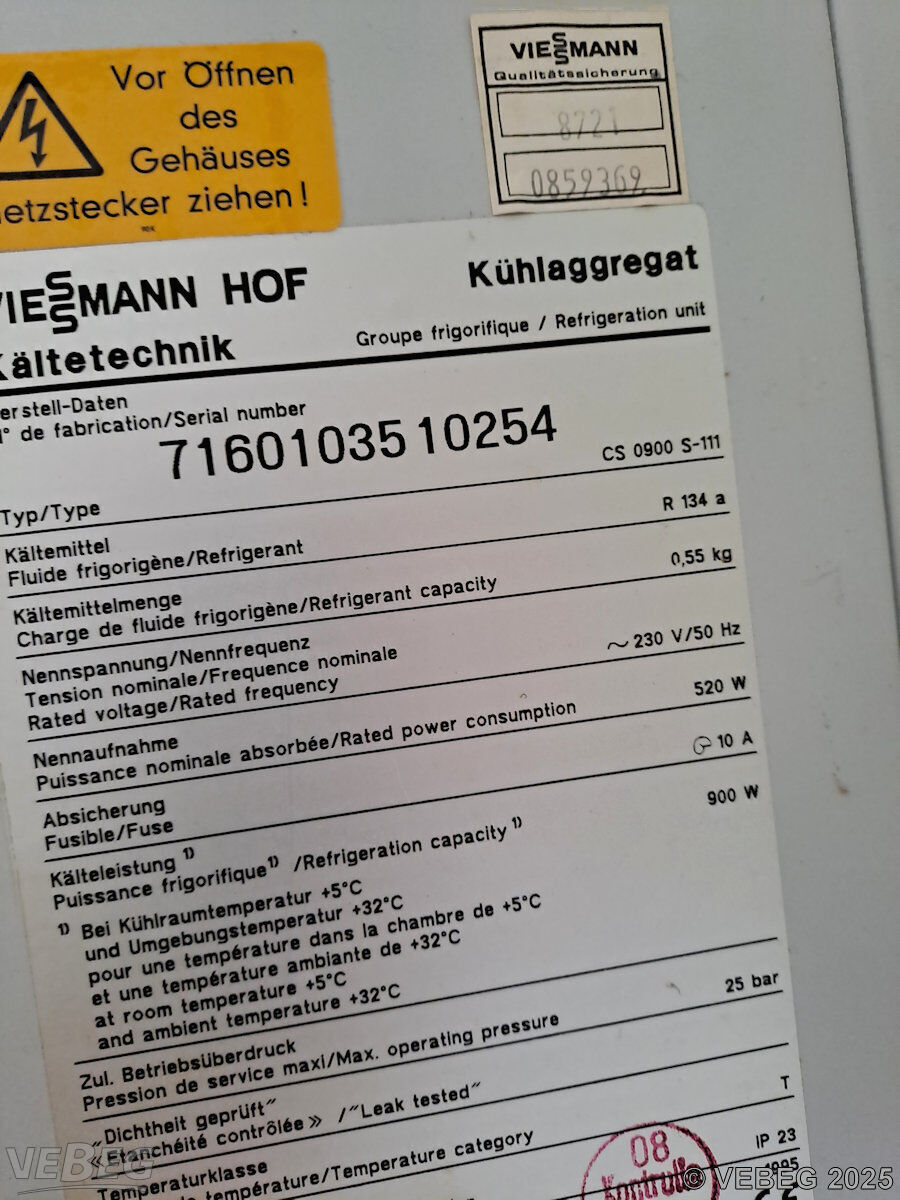 Vor Öffnen
des
Gehäuses
etzstecker ziehen!
VIESSMANN
Qualitätssicherung
8721
0859369
VIESSMANN HOF
Kältetechnik
Kühlaggregat
Groupe frigorifique / Refrigeration unit
erstell-Daten
N° de fabrication/Serial number
7160103510254
Typ/Type
CS 0900 S-111
Kältemittel
Fluide frigorigène/Refrigerant
R 134 a
Kältemittelmenge
Charge de fluide frigorigène/Refrigerant capacity
0,55 kg
Nennspannung/Nennfrequenz
Tension nominale/Frequence nominale
Rated voltage/Rated frequency
~ 230 V/50 Hz
Nennaufnahme
Puissance nominale absorbée/Rated power consumption
520 W
Absicherung
Fusible/Fuse
10 A
Kälteleistung 1)
Puissance frigorifique1) /Refrigeration capacity 1)
900 W
1) Bei Kühlraumtemperatur +5°C
und Umgebungstemperatur +32°C
pour une température dans la chambre de +5°C
et une température ambiante de +32°C
at room temperature +5°C
and ambient temperature +32°C
Zul. Betriebsüberdruck
Pression de service maxi/Max. operating pressure
25 bar
„Dichtheit geprüft"
«Etanchéité contrôlée» /"Leak tested"
Temperaturklasse
de température/Temperature category
T
IP 23
1995
08
Kontrolle
CE
VEBEG
© VEBEG 2025